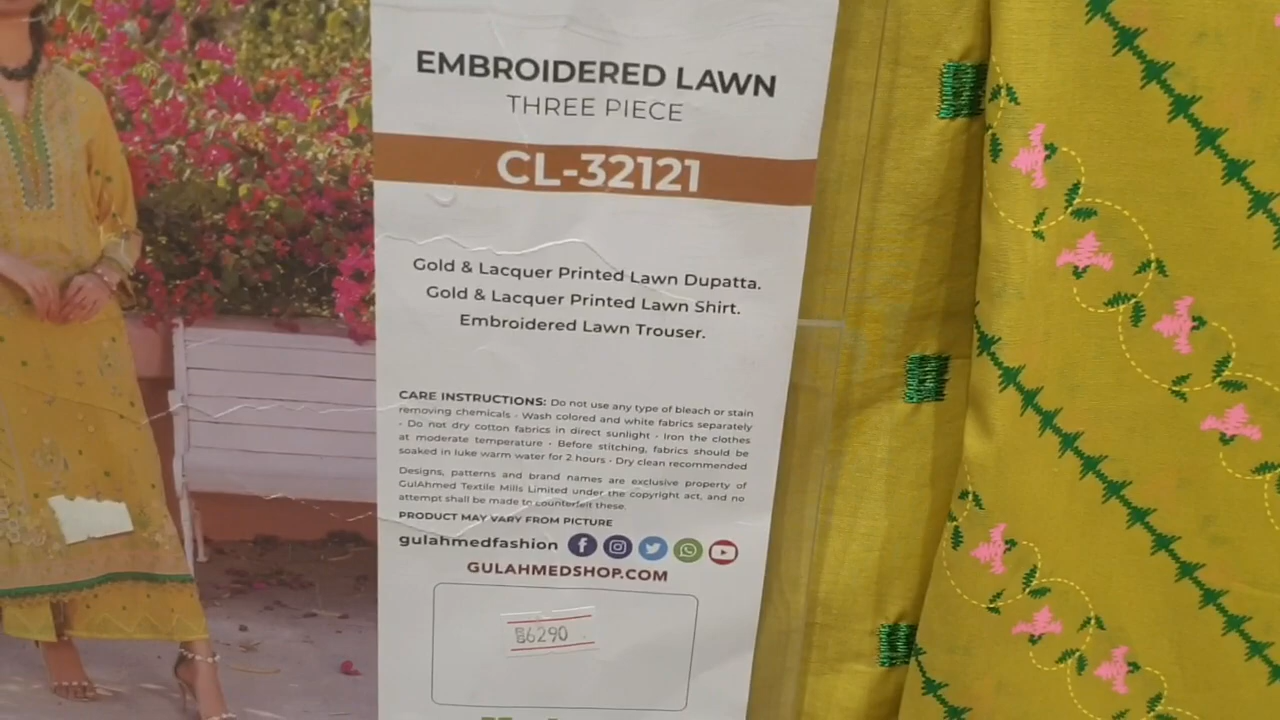 EMBROIDERED LAWN
THREE PIECE
CL-32121
Gold & Lacquer Printed Lawn Dupatta.
Gold & Lacquer Printed Lawn Shirt.
Embroidered Lawn Trouser.
CARE INSTRUCTIONS: Do not use any type of bleach or stain
removing chemicals - Wash colored and white fabrics separately
- Do not dry cotton fabrics in direct sunlight - Iron the clothes
at moderate temperature - Before stitching, fabrics should be
soaked in luke warm water for 2 hours - Dry clean recommended
Designs, patterns and brand names are exclusive property of
GulAhmed Textile Mills Limited under the copyright act, and no
attempt shall be made to counterfeit these.
PRODUCT MAY VARY FROM PICTURE
gulahmedfashion
GULAHMEDSHOP.COM
6290